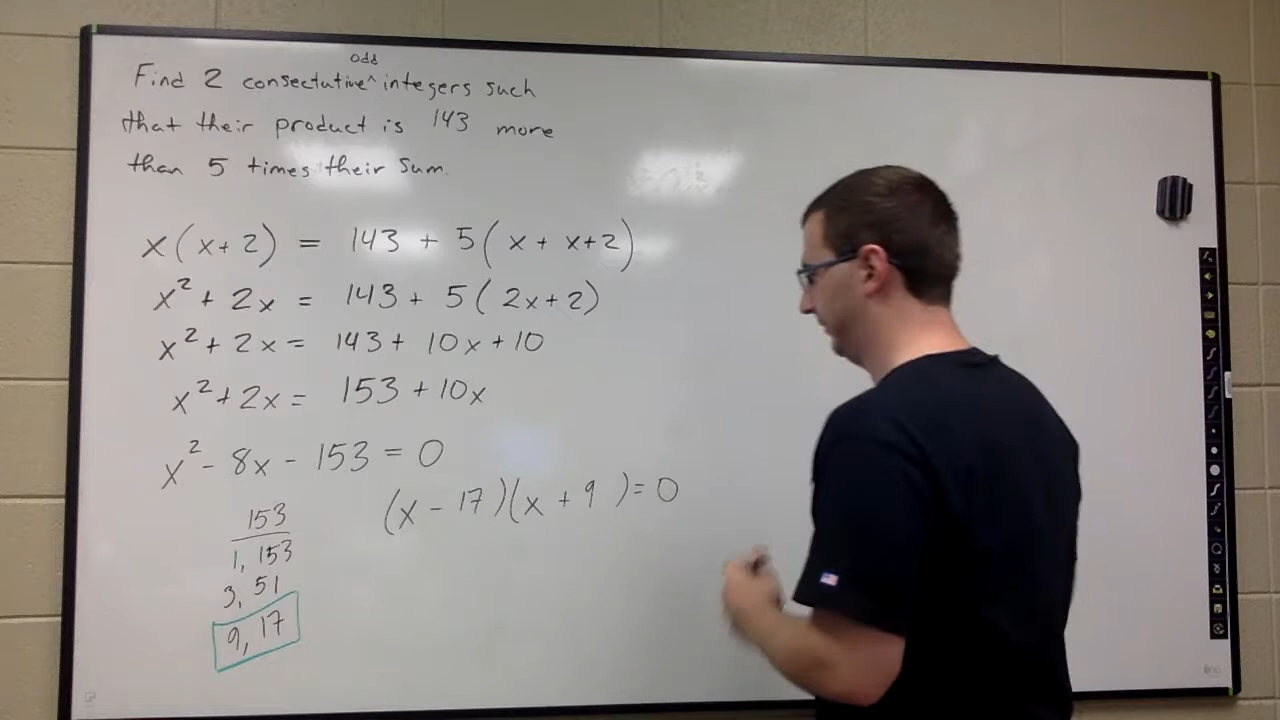 odd
Find 2 consectutive^ integers such
that their product is 143 more
than 5 times their sum.
x(x+2) = 143 + 5(x + x+2)
x² + 2x = 143 + 5(2x+2)
x² + 2x = 143 + 10x + 10
x² + 2x = 153 + 10x
x² - 8x - 153 = 0
(x - 17)(x + 9) = 0
153
1, 153
3, 51
9, 17